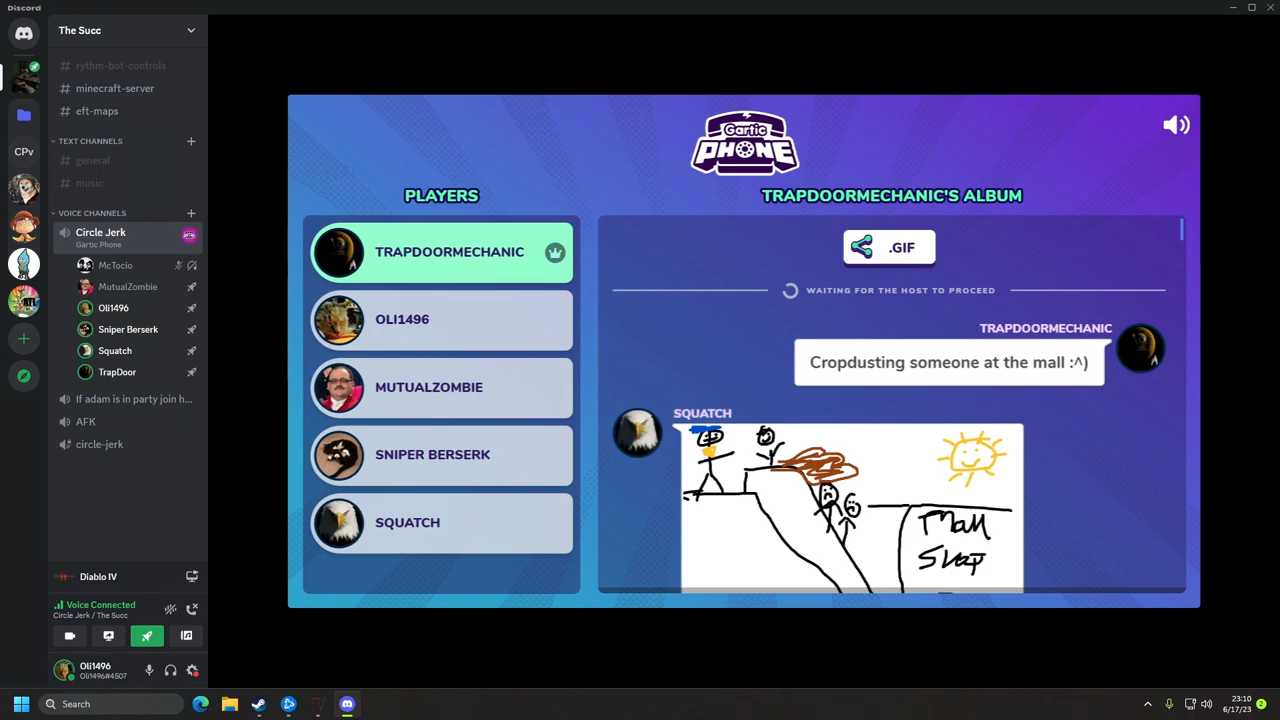 Discord
The Succ
rythm-bot-controls
minecraft-server
eft-maps
CPv
TEXT CHANNELS
general
music
VOICE CHANNELS
Circle Jerk
Gartic Phone
McTocio
MutualZombie
Oli1496
Sniper Berserk
Squatch
TrapDoor
If adam is in party join h...
AFK
circle-jerk
Diablo IV
Voice Connected
Circle Jerk / The Succ
Oli1496
Oli1496#4507
Gartic
PHONE
PLAYERS
TRAPDOORMECHANIC
OLI1496
MUTUALZOMBIE
SNIPER BERSERK
SQUATCH
TRAPDOORMECHANIC'S ALBUM
.GIF
WAITING FOR THE HOST TO PROCEED
TRAPDOORMECHANIC
Cropdusting someone at the mall :^)
SQUATCH
Mall
Search
23:10
6/17/23
2